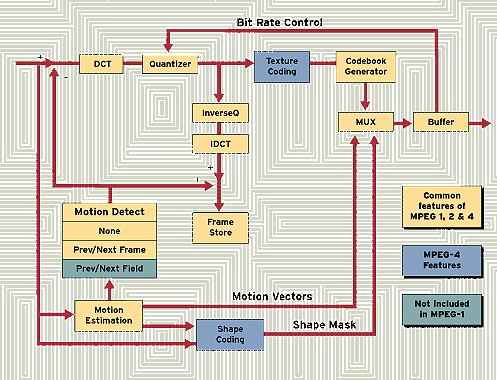 Bit Rate Control
+
-
DCT
Quantizer
Texture
Coding
Codebook
Generator
InverseQ
MUX
Buffer
IDCT
+
+
Motion Detect
None
Prev/Next Frame
Prev/Next Field
Frame
Store
Common
features of
MPEG 1, 2 & 4
MPEG-4
Features
Not Included
in MPEG-1
Motion
Estimation
Motion Vectors
Shape
Coding
Shape Mask